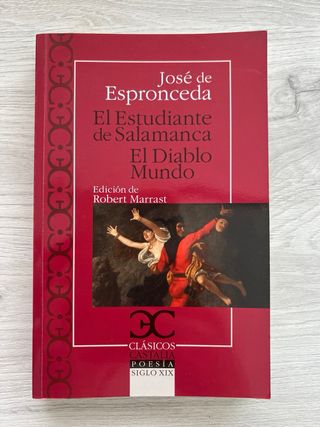 José de
Espronceda
El Estudiante
de Salamanca
El Diablo
Mundo
Edición de
Robert Marrast
CLÁSICOS
CASTALIA
POESÍA
SIGLO XIX